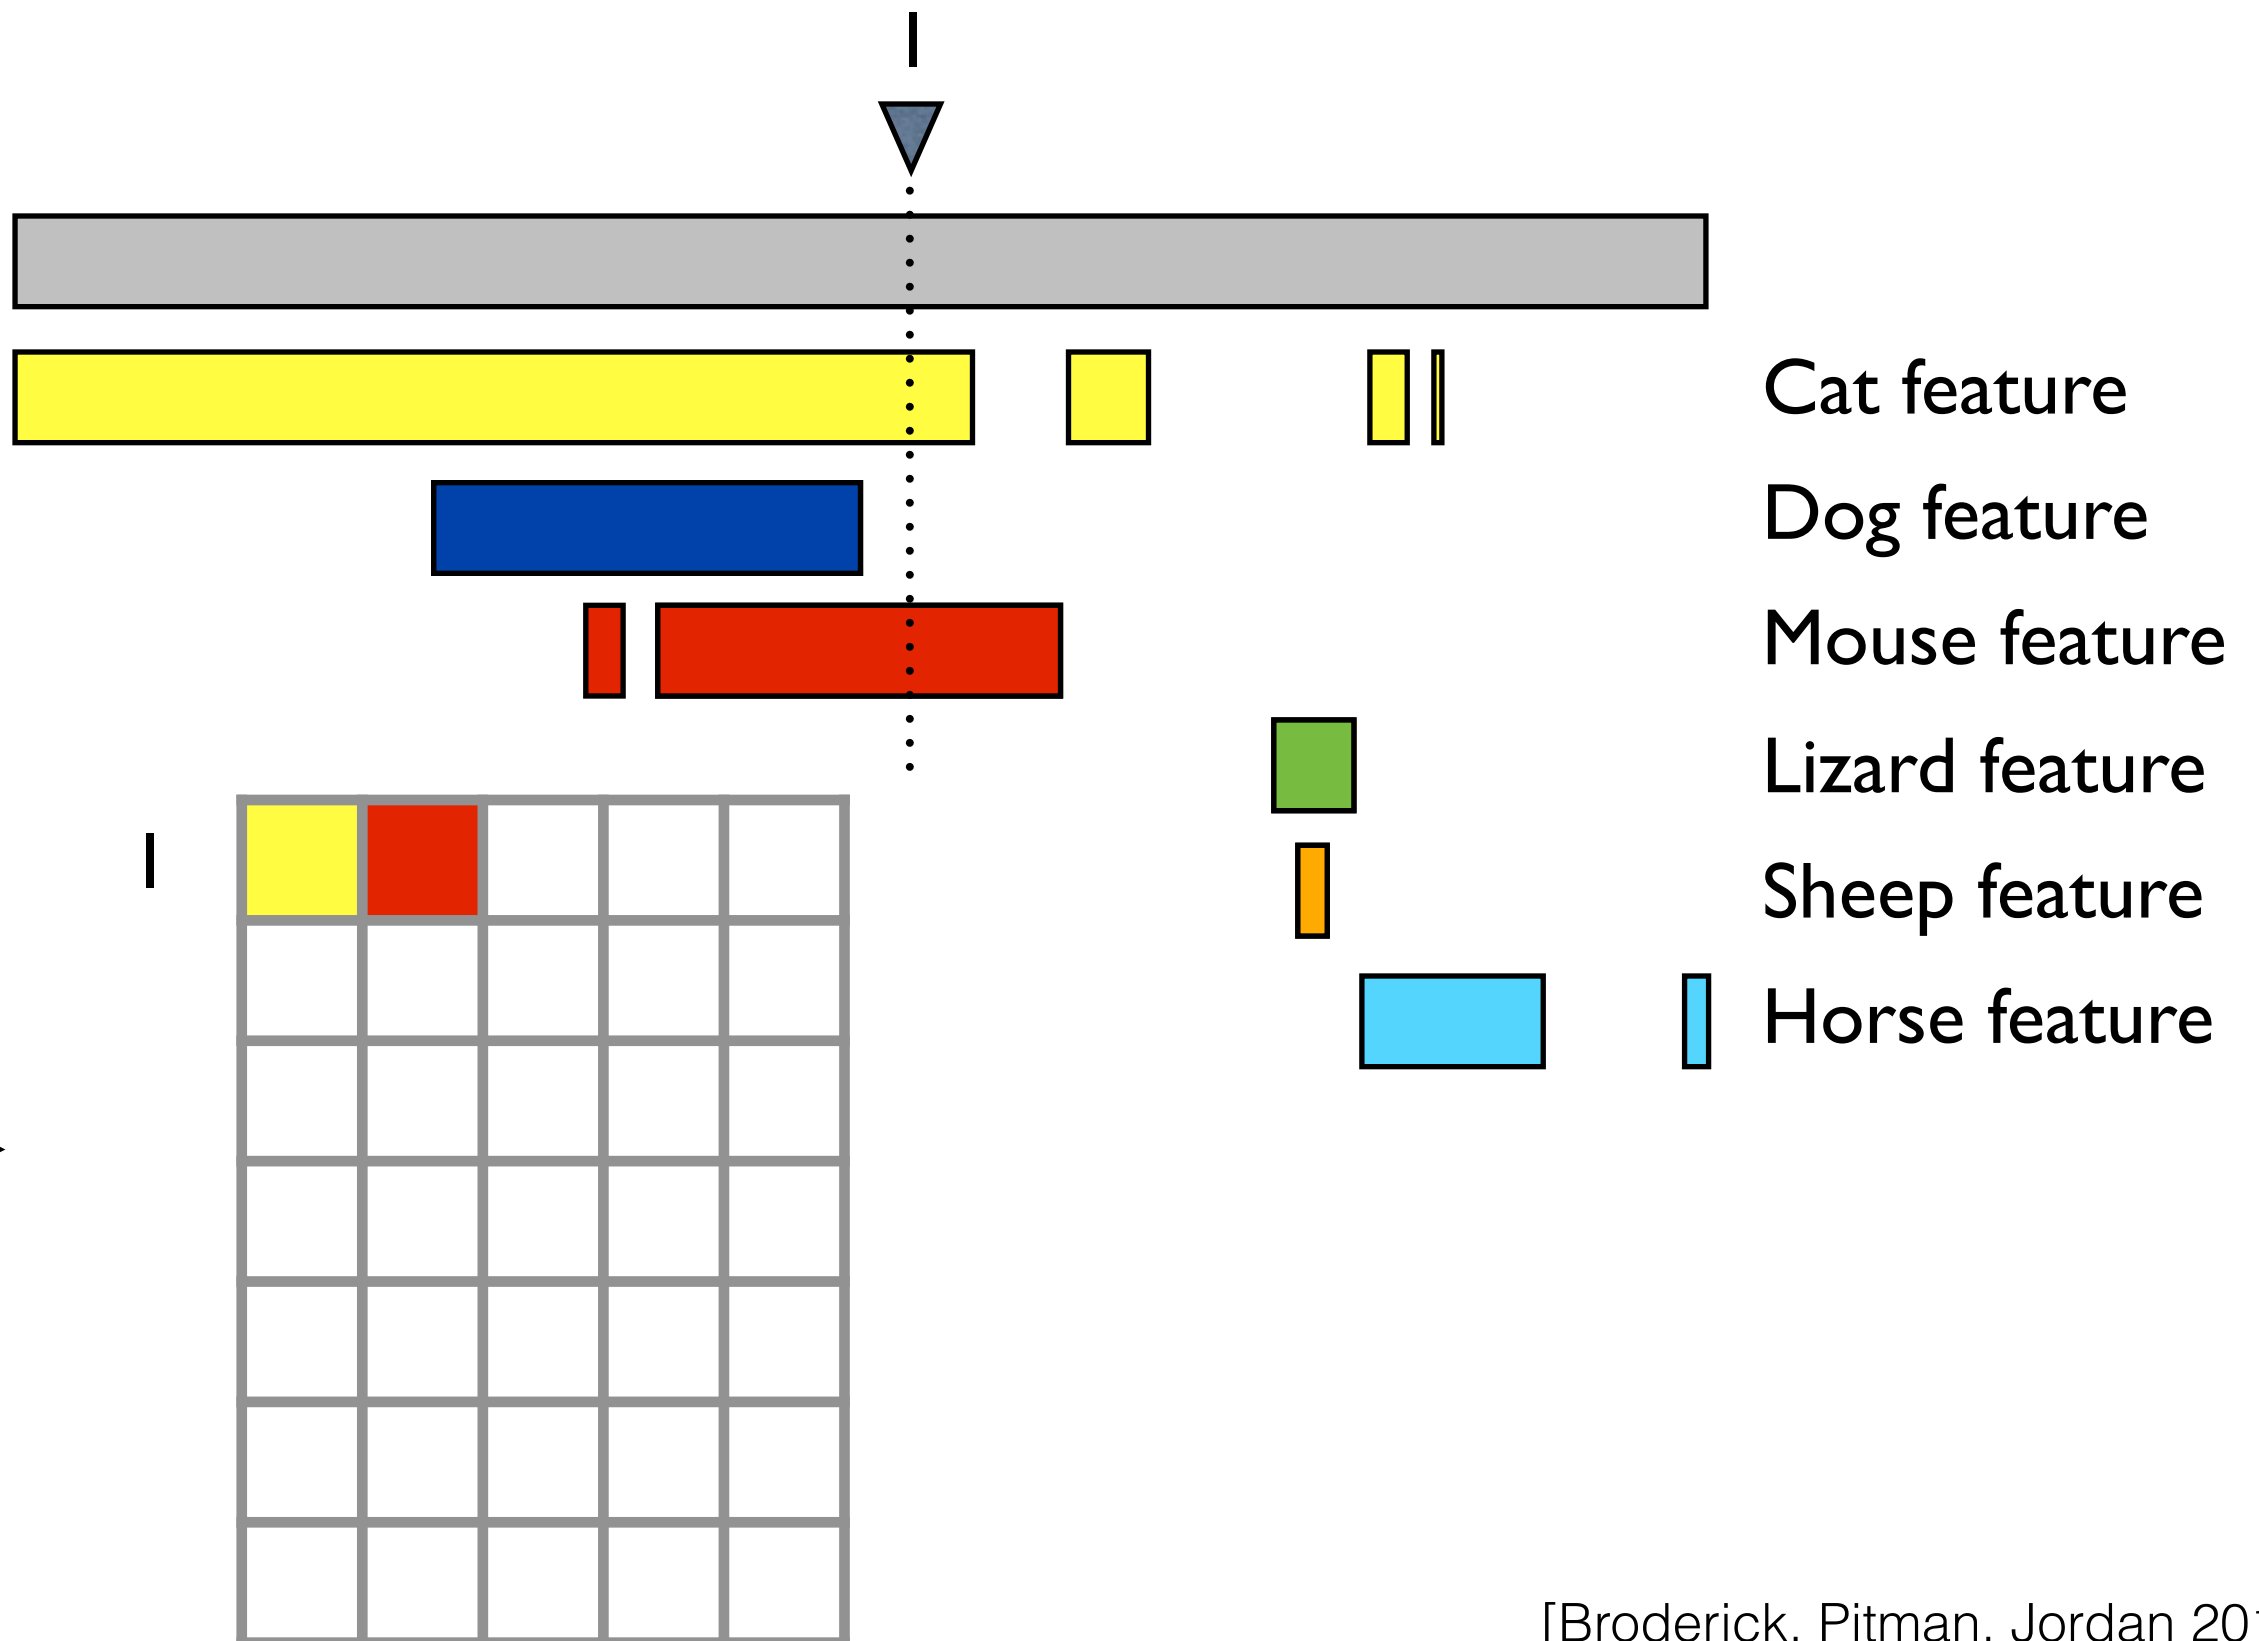 1
Cat feature
Dog feature
Mouse feature
Lizard feature
1
Sheep feature
Horse feature
[Broderick, Pitman, Jordan